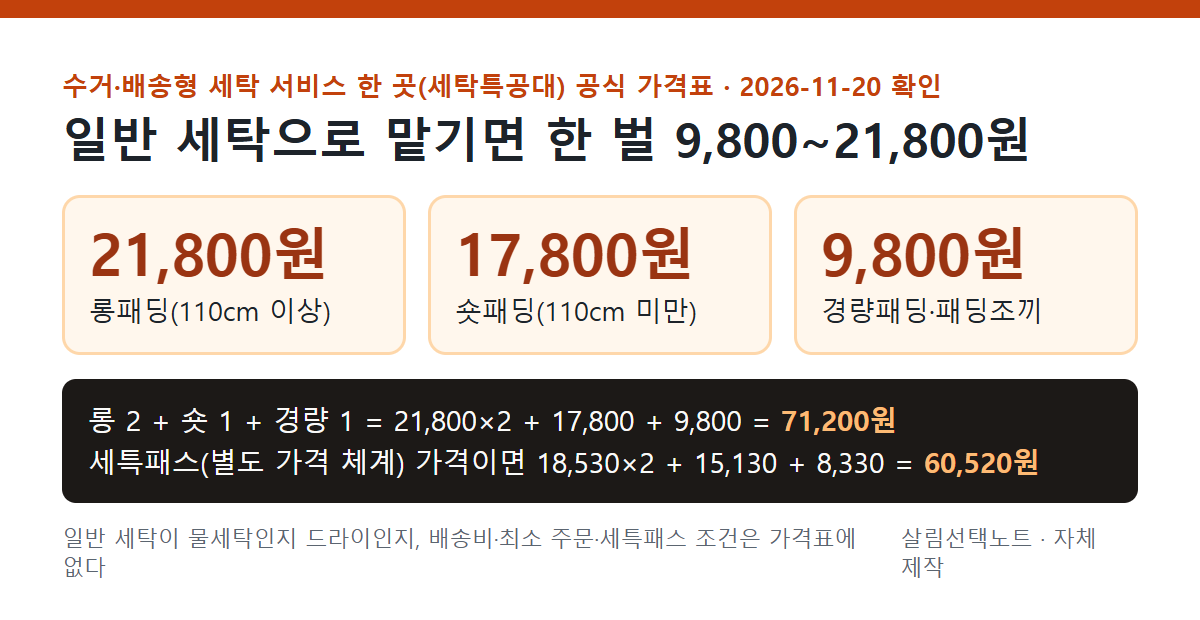 수거·배송형 세탁 서비스 한 곳(세탁특공대) 공식 가격표 · 2026-11-20 확인
일반 세탁으로 맡기면 한 벌 9,800~21,800원
21,800원
롱패딩(110cm 이상)
17,800원
숏패딩(110cm 미만)
9,800원
경량패딩·패딩조끼
롱 2 + 숏 1 + 경량 1 = 21,800×2 + 17,800 + 9,800 = 71,200원
세특패스(별도 가격 체계) 가격이면 18,530×2 + 15,130 + 8,330 = 60,520원
일반 세탁이 물세탁인지 드라이인지, 배송비·최소 주문·세특패스 조건은 가격표에
없다
살림선택노트 · 자체
제작